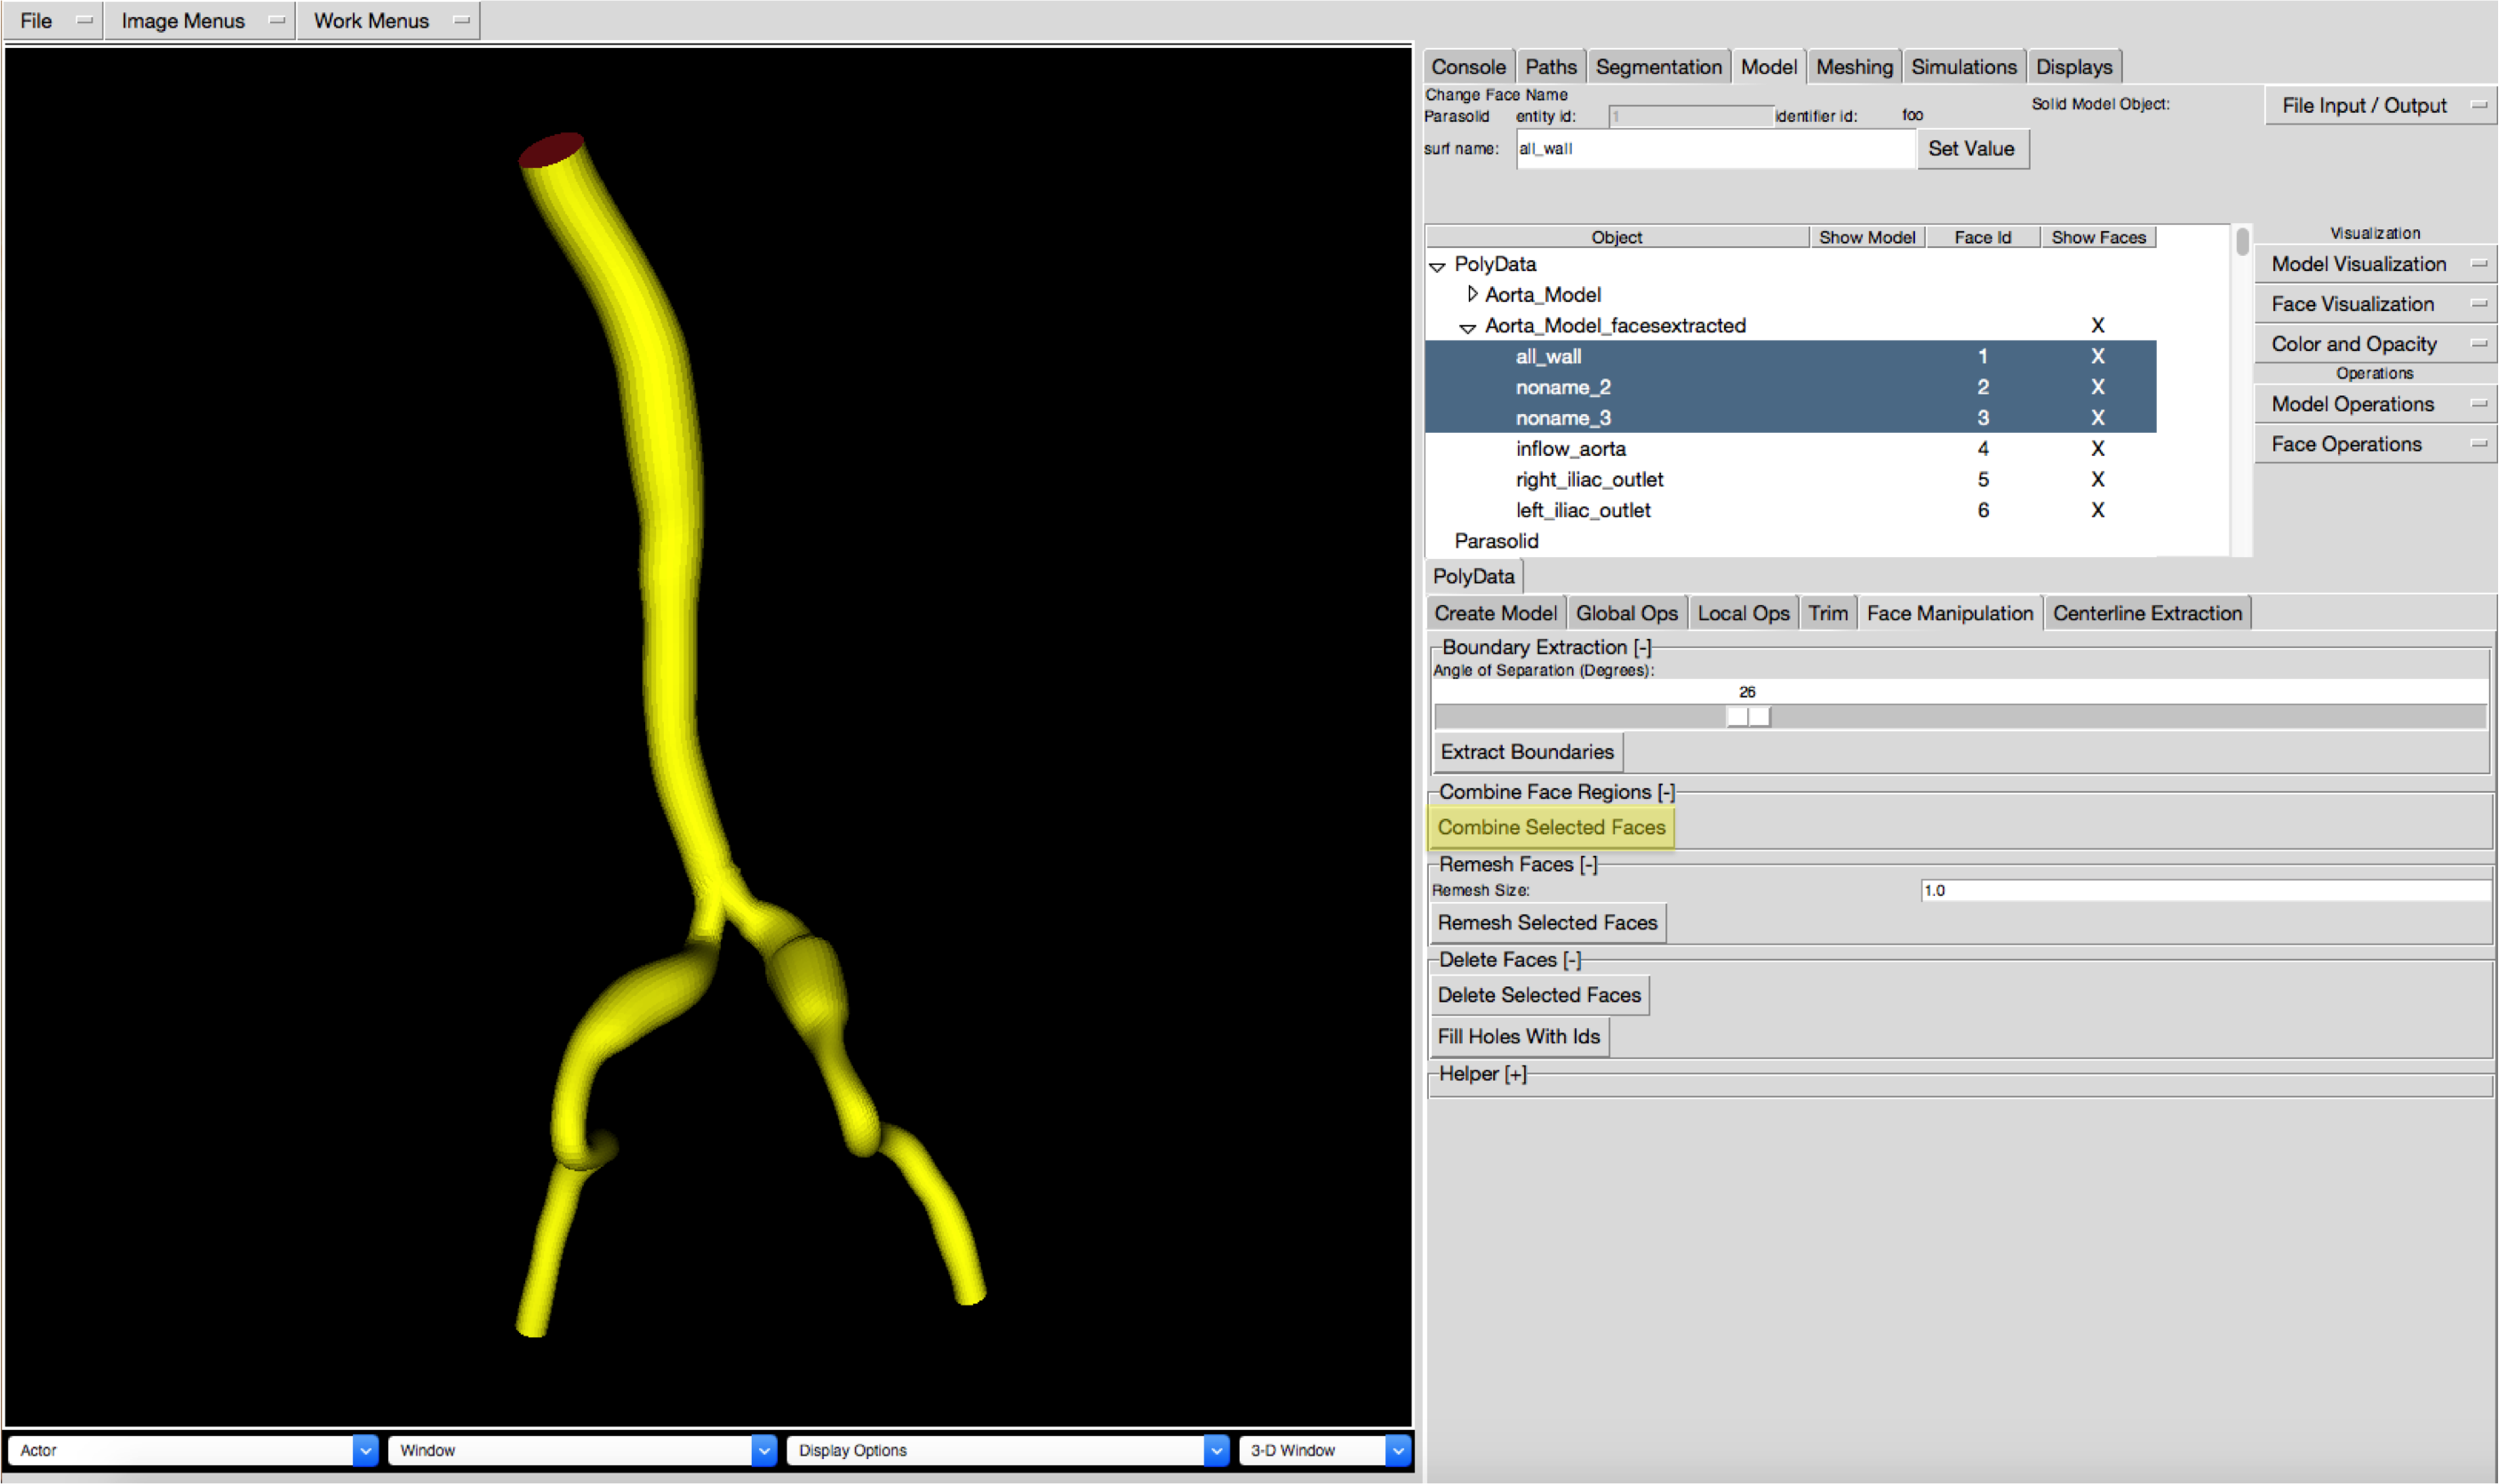 File Image Menus Work Menus
Console Paths Segmentation Model Meshing Simulations Displays
Change Face Name
Parasolid entity id: 1 identifier id: foo
Solid Model Object:
File Input / Output
surf name: all_wall Set Value
Object Show Model Face Id Show Faces
PolyData
Aorta_Model
Aorta_Model_facesextracted X
all_wall 1 X
noname_2 2 X
noname_3 3 X
inflow_aorta 4 X
right_iliac_outlet 5 X
left_iliac_outlet 6 X
Parasolid
Visualization
Model Visualization
Face Visualization
Color and Opacity
Operations
Model Operations
Face Operations
PolyData
Create Model Global Ops Local Ops Trim Face Manipulation Centerline Extraction
Boundary Extraction [-]
Angle of Separation (Degrees):
26
Extract Boundaries
Combine Face Regions [-]
Combine Selected Faces
Remesh Faces [-]
Remesh Size: 1.0
Remesh Selected Faces
Delete Faces [-]
Delete Selected Faces
Fill Holes With Ids
Helper [+]
Actor Window Display Options 3-D Window